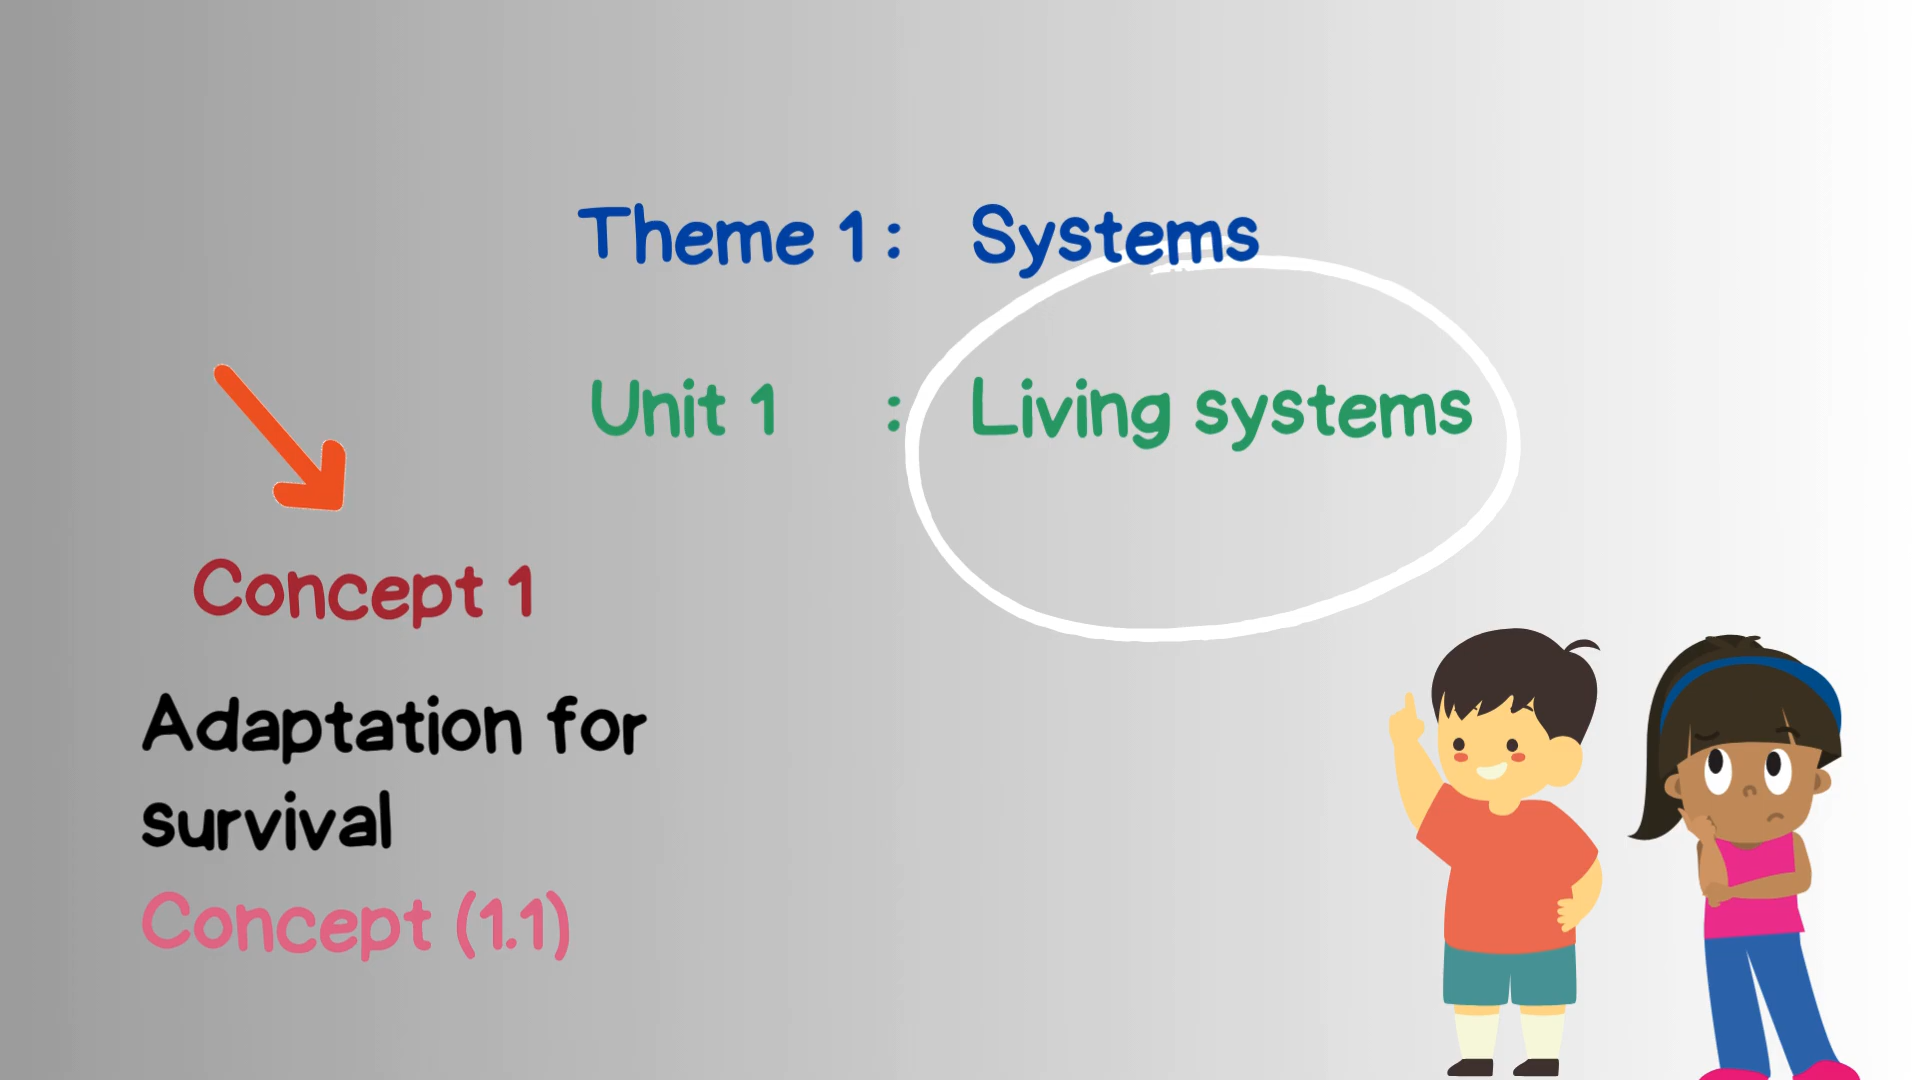 Theme 1 : Systems
Unit 1 : Living systems
Concept 1
Adaptation for
survival
Concept (1.1)